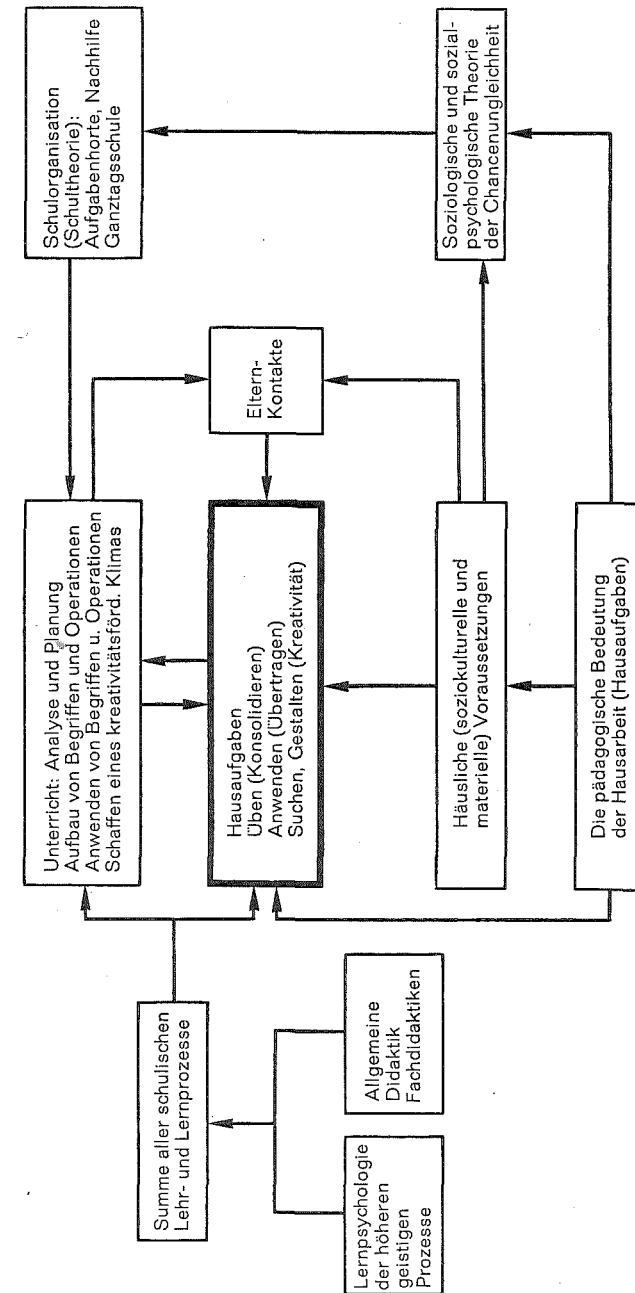 Summe aller schulischen
Lehr- und Lernprozesse
Lernpsychologie
der höheren
geistigen
Prozesse
Allgemeine
Didaktik
Fachdidaktiken
Unterricht: Analyse und Planung
Aufbau von Begriffen und Operationen
Anwenden von Begriffen u. Operationen
Schaffen eines kreativitätsförd. Klimas
Hausaufgaben
Üben (Konsolidieren)
Anwenden (Übertragen)
Suchen, Gestalten (Kreativität)
Häusliche (soziokulturelle und
materielle) Voraussetzungen
Die pädagogische Bedeutung
der Hausarbeit (Hausaufgaben)
Eltern-
Kontakte
Schulorganisation
(Schultheorie):
Aufgabenhorte, Nachhilfe
Ganztagsschule
Soziologische und sozial-
psychologische Theorie
der Chancenungleichheit